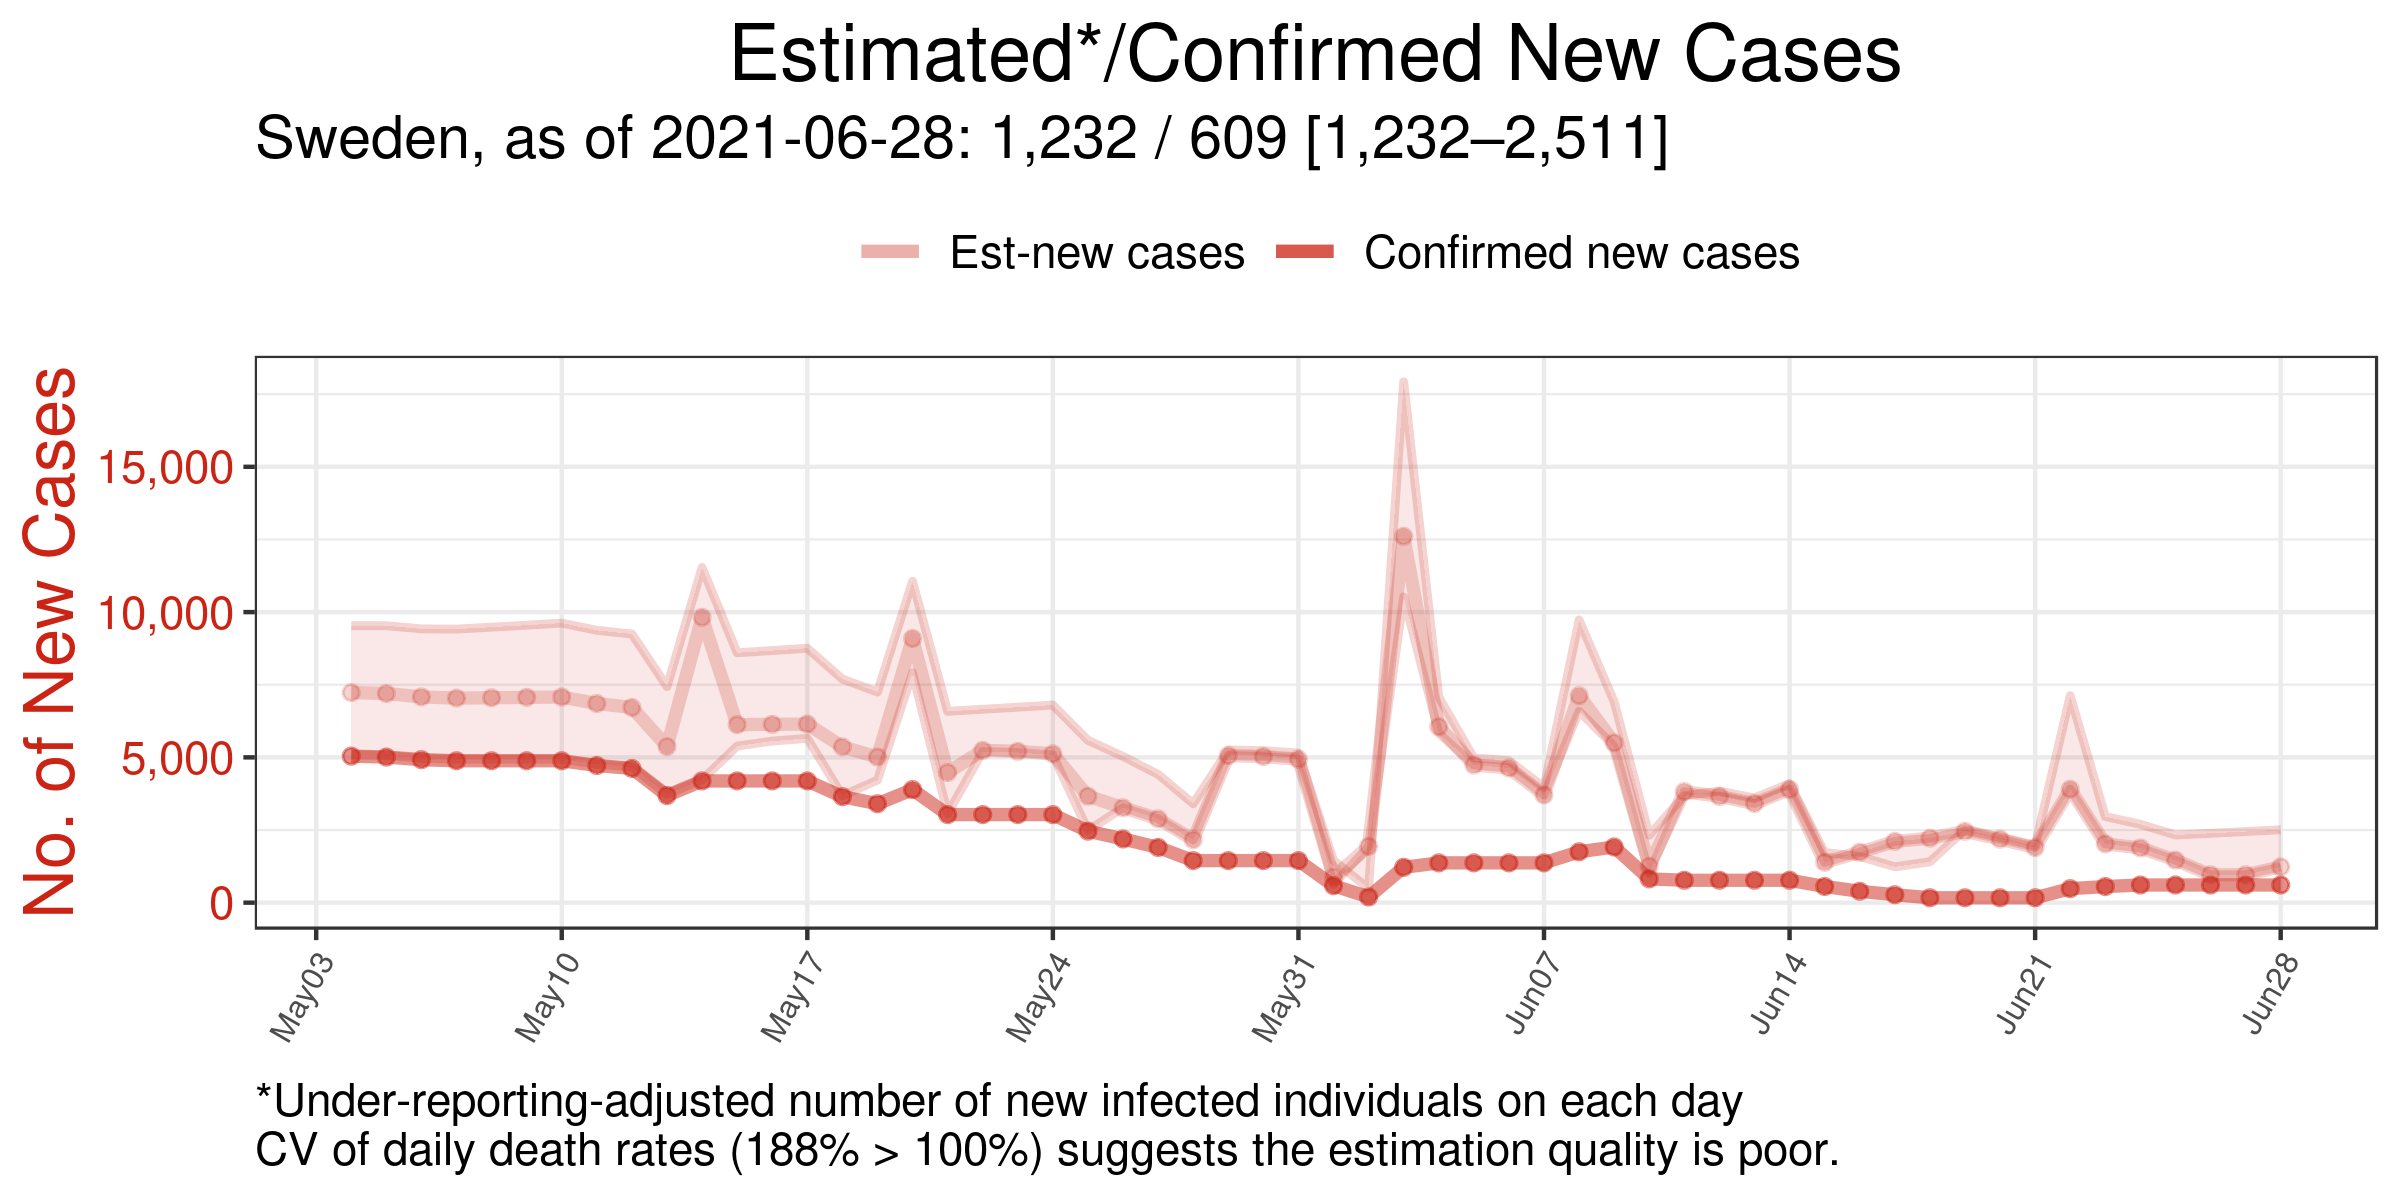 Estimated*/Confirmed New Cases
Sweden, as of 2021-06-28: 1,232 / 609 [1,232–2,511]
Est-new cases
Confirmed new cases
No. of New Cases
15,000
10,000
5,000
0
May03
May10
May17
May24
May31
Jun07
Jun14
Jun21
Jun28
*Under-reporting-adjusted number of new infected individuals on each day
CV of daily death rates (188% > 100%) suggests the estimation quality is poor.